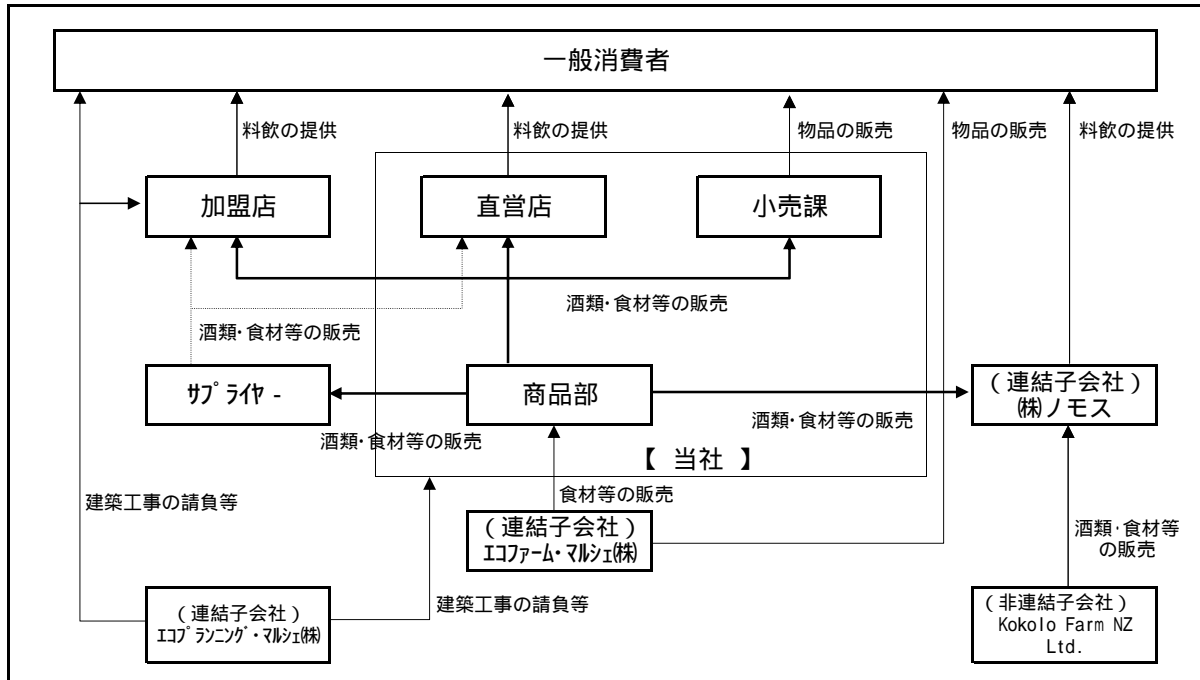 一般消費者
料飲の提供
料飲の提供
物品の販売
物品の販売
料飲の提供
加盟店
直営店
小売課
酒類・食材等の販売
酒類・食材等の販売
ｻﾌﾟﾗｲﾔ-
商品部
(連結子会社)
㈱ノモス
酒類・食材等の販売
酒類・食材等の販売
【 当社 】
建築工事の請負等
食材等の販売
(連結子会社)
ｴｺﾌｧｰﾑ・ﾏﾙｼｪ㈱
酒類・食材等
の販売
建築工事の請負等
(連結子会社)
ｴｺﾌﾟﾗﾝﾆﾝｸﾞ・ﾏﾙｼｪ㈱
(非連結子会社)
Kokolo Farm NZ
Ltd.